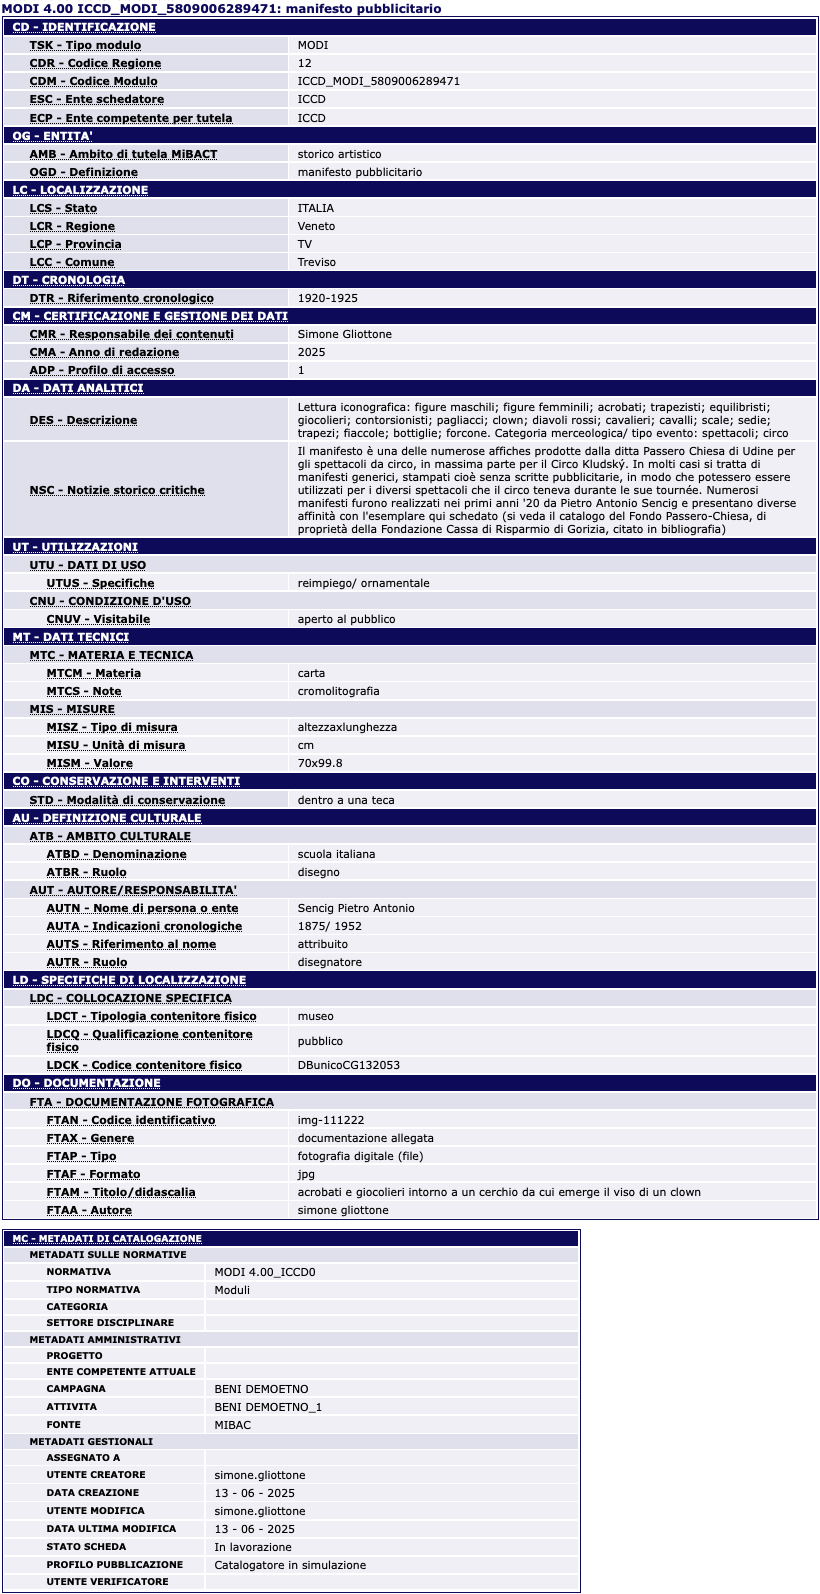 MODI 4.00 ICCD_MODI_5809006289471: manifesto pubblicitario
CD - IDENTIFICAZIONE
TSK - Tipo modulo MODI
CDR - Codice Regione 12
CDM - Codice Modulo ICCD_MODI_5809006289471
ESC - Ente schedatore ICCD
ECP - Ente competente per tutela ICCD
OG - ENTITA'
AMB - Ambito di tutela MiBACT storico artistico
OGD - Definizione manifesto pubblicitario
LC - LOCALIZZAZIONE
LCS - Stato ITALIA
LCR - Regione Veneto
LCP - Provincia TV
LCC - Comune Treviso
DT - CRONOLOGIA
DTR - Riferimento cronologico 1920-1925
CM - CERTIFICAZIONE E GESTIONE DEI DATI
CMR - Responsabile dei contenuti Simone Gliottone
CMA - Anno di redazione 2025
ADP - Profilo di accesso 1
DA - DATI ANALITICI
DES - Descrizione Lettura iconografica: figure maschili; figure femminili; acrobati; trapezisti; equilibristi;
giocolieri; contorsionisti; pagliacci; clown; diavoli rossi; cavalieri; cavalli; scale; sedie;
trapezi; fiaccole; bottiglie; forcone. Categoria merceologica/ tipo evento: spettacoli; circo
NSC - Notizie storico critiche Il manifesto è una delle numerose affiches prodotte dalla ditta Passero Chiesa di Udine per
gli spettacoli da circo, in massima parte per il Circo Kludský. In molti casi si tratta di
manifesti generici, stampati cioè senza scritte pubblicitarie, in modo che potessero essere
utilizzati per i diversi spettacoli che il circo teneva durante le sue tournée. Numerosi
manifesti furono realizzati nei primi anni '20 da Pietro Antonio Sencig e presentano diverse
affinità con l'esemplare qui schedato (si veda il catalogo del Fondo Passero-Chiesa, di
proprietà della Fondazione Cassa di Risparmio di Gorizia, citato in bibliografia)
UT - UTILIZZAZIONI
UTU - DATI DI USO
UTUS - Specifiche reimpiego/ ornamentale
CNU - CONDIZIONE D'USO
CNUV - Visitabile aperto al pubblico
MT - DATI TECNICI
MTC - MATERIA E TECNICA
MTCM - Materia carta
MTCS - Note cromolitografia
MIS - MISURE
MISZ - Tipo di misura altezzaxlunghezza
MISU - Unità di misura cm
MISM - Valore 70x99.8
CO - CONSERVAZIONE E INTERVENTI
STD - Modalità di conservazione dentro a una teca
AU - DEFINIZIONE CULTURALE
ATB - AMBITO CULTURALE
ATBD - Denominazione scuola italiana
ATBR - Ruolo disegno
AUT - AUTORE/RESPONSABILITA'
AUTN - Nome di persona o ente Sencig Pietro Antonio
AUTA - Indicazioni cronologiche 1875/ 1952
AUTS - Riferimento al nome attribuito
AUTR - Ruolo disegnatore
LD - SPECIFICHE DI LOCALIZZAZIONE
LDC - COLLOCAZIONE SPECIFICA
LDCT - Tipologia contenitore fisico museo
LDCQ - Qualificazione contenitore
fisico pubblico
LDCK - Codice contenitore fisico DBunicoCG132053
DO - DOCUMENTAZIONE
FTA - DOCUMENTAZIONE FOTOGRAFICA
FTAN - Codice identificativo img-111222
FTAX - Genere documentazione allegata
FTAP - Tipo fotografia digitale (file)
FTAF - Formato jpg
FTAM - Titolo/didascalia acrobati e giocolieri intorno a un cerchio da cui emerge il viso di un clown
FTAA - Autore simone gliottone
MC - METADATI DI CATALOGAZIONE
METADATI SULLE NORMATIVE
NORMATIVA MODI 4.00_ICCD0
TIPO NORMATIVA Moduli
CATEGORIA
SETTORE DISCIPLINARE
METADATI AMMINISTRATIVI
PROGETTO
ENTE COMPETENTE ATTUALE
CAMPAGNA BENI DEMOETNO
ATTIVITA BENI DEMOETNO_1
FONTE MIBAC
METADATI GESTIONALI
ASSEGNATO A
UTENTE CREATORE simone.gliottone
DATA CREAZIONE 13 - 06 - 2025
UTENTE MODIFICA simone.gliottone
DATA ULTIMA MODIFICA 13 - 06 - 2025
STATO SCHEDA In lavorazione
PROFILO PUBBLICAZIONE Catalogatore in simulazione
UTENTE VERIFICATORE